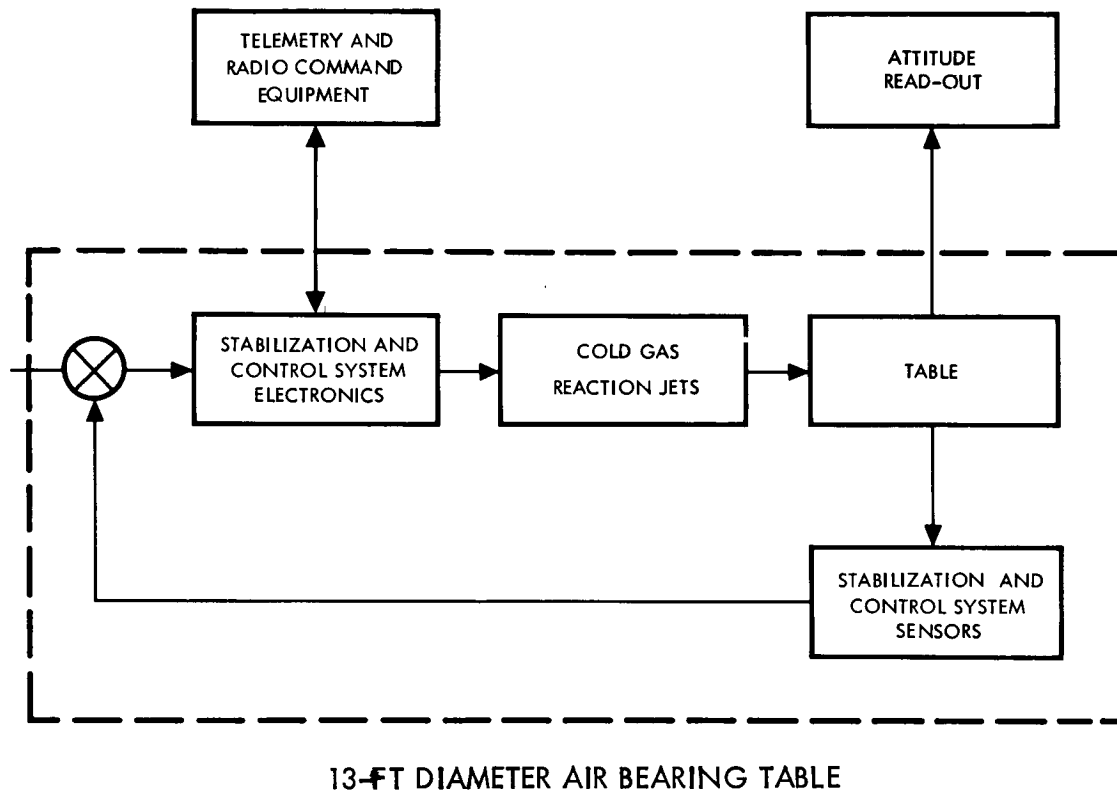 TELEMETRY AND
RADIO COMMAND
EQUIPMENT
ATTITUDE
READ-OUT
STABILIZATION AND
CONTROL SYSTEM
ELECTRONICS
COLD GAS
REACTION JETS
TABLE
STABILIZATION AND
CONTROL SYSTEM
SENSORS
13-FT DIAMETER AIR BEARING TABLE